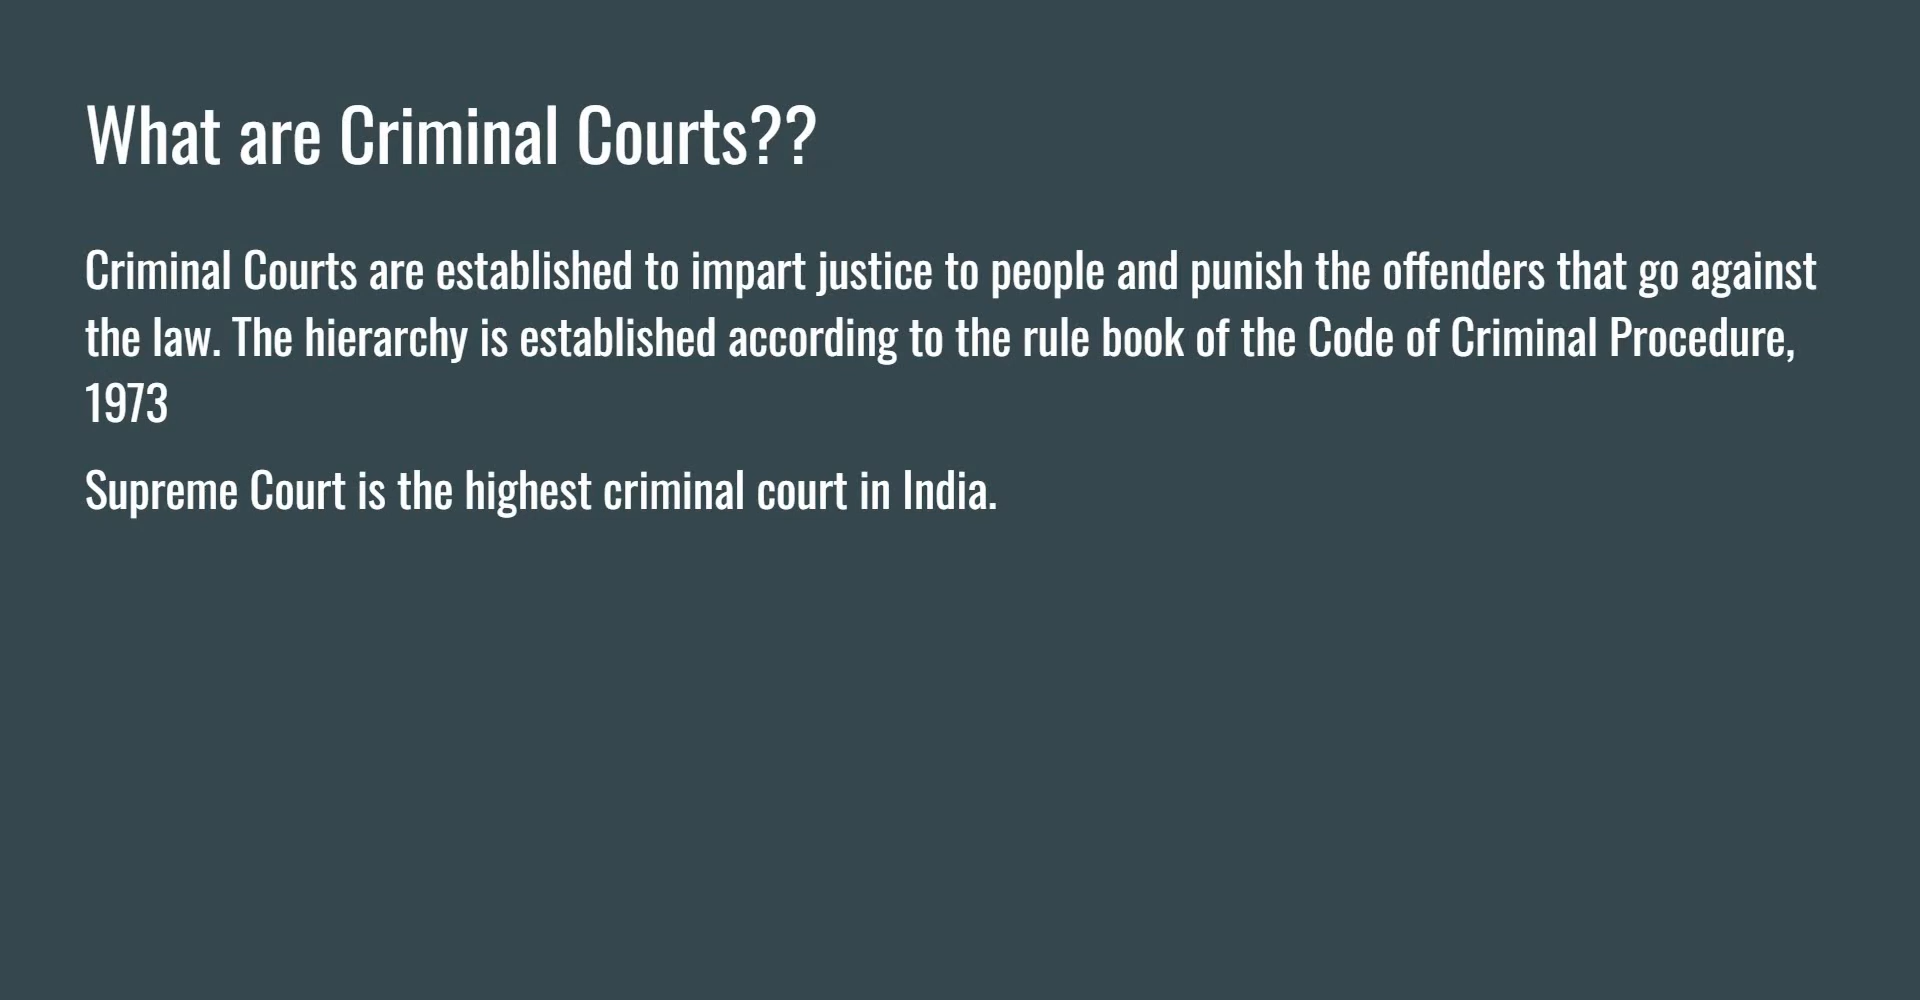 What are Criminal Courts??
Criminal Courts are established to impart justice to people and punish the offenders that go against
the law. The hierarchy is established according to the rule book of the Code of Criminal Procedure,
1973
Supreme Court is the highest criminal court in India.